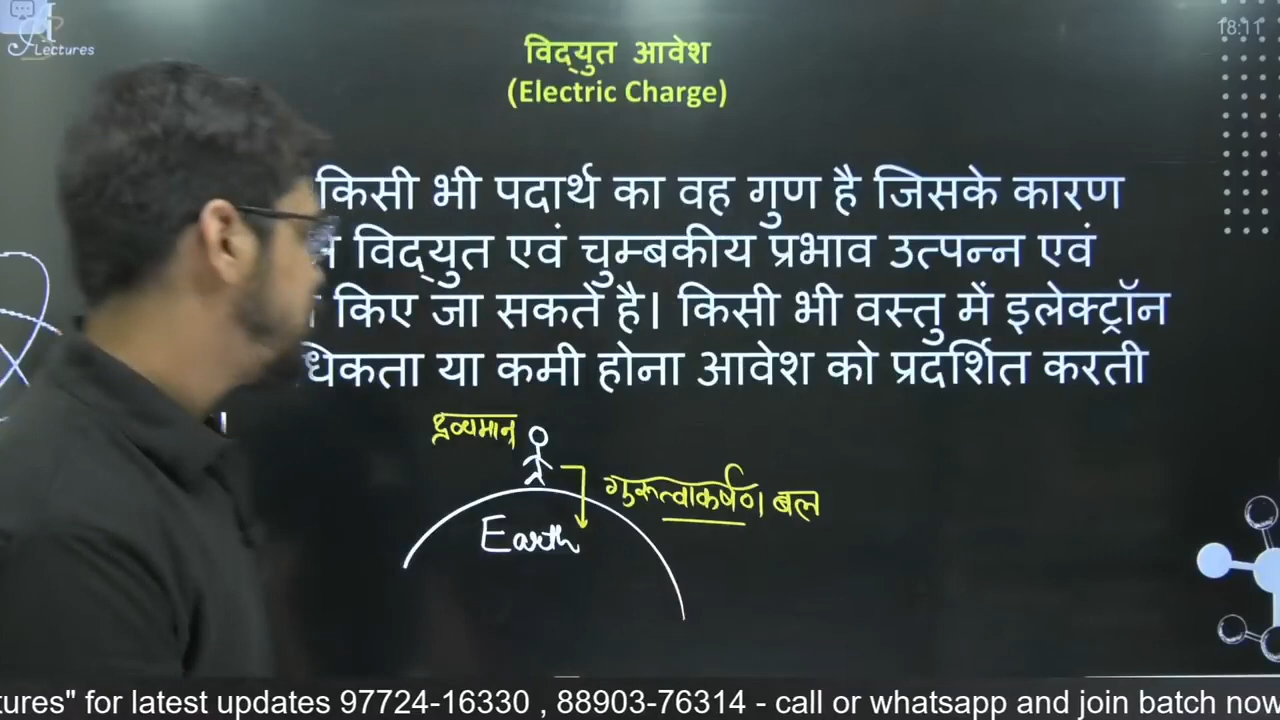 Lectures
18:11
विद्युत आवेश
(Electric Charge)
किसी भी पदार्थ का वह गुण है जिसके कारण
विद्युत एवं चुम्बकीय प्रभाव उत्पन्न एवं
किए जा सकते है। किसी भी वस्तु में इलेक्ट्रॉन
या कमी होना आवेश को प्रदर्शित करती
द्रव्यमान
गुरुत्वाकर्षण बल
Earth
for latest updates 97724-16330 , 88903-76314 - call or whatsapp and join batch now